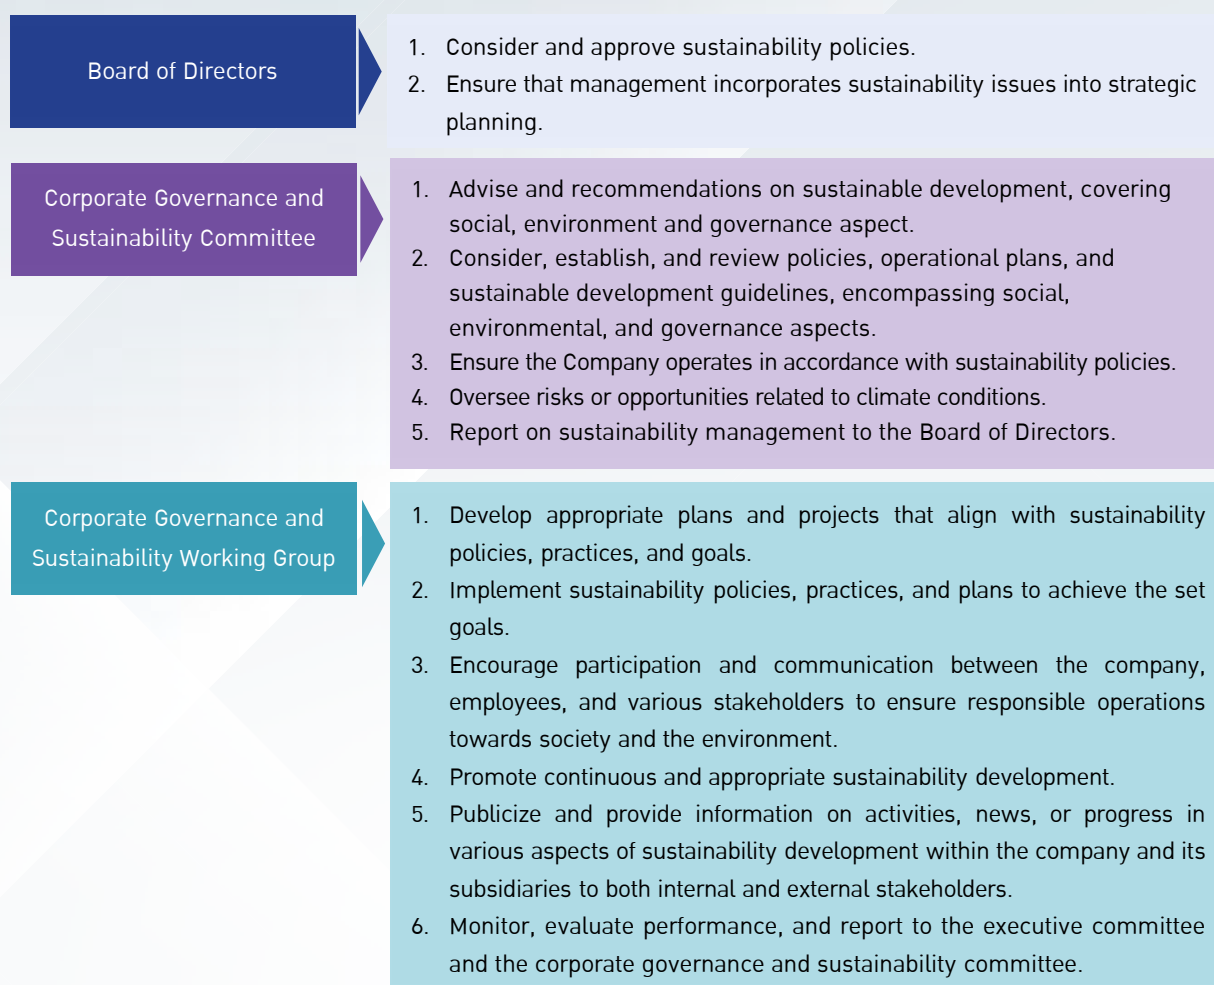 Board of Directors
1. Consider and approve sustainability policies.
2. Ensure that management incorporates sustainability issues into strategic
planning.
Corporate Governance and
Sustainability Committee
1. Advise and recommendations on sustainable development, covering
social, environment and governance aspect.
2. Consider, establish, and review policies, operational plans, and
sustainable development guidelines, encompassing social,
environmental, and governance aspects.
3. Ensure the Company operates in accordance with sustainability policies.
4. Oversee risks or opportunities related to climate conditions.
5. Report on sustainability management to the Board of Directors.
Corporate Governance and
Sustainability Working Group
1. Develop appropriate plans and projects that align with sustainability
policies, practices, and goals.
2. Implement sustainability policies, practices, and plans to achieve the set
goals.
3. Encourage participation and communication between the company,
employees, and various stakeholders to ensure responsible operations
towards society and the environment.
4. Promote continuous and appropriate sustainability development.
5. Publicize and provide information on activities, news, or progress in
various aspects of sustainability development within the company and its
subsidiaries to both internal and external stakeholders.
6. Monitor, evaluate performance, and report to the executive committee
and the corporate governance and sustainability committee.